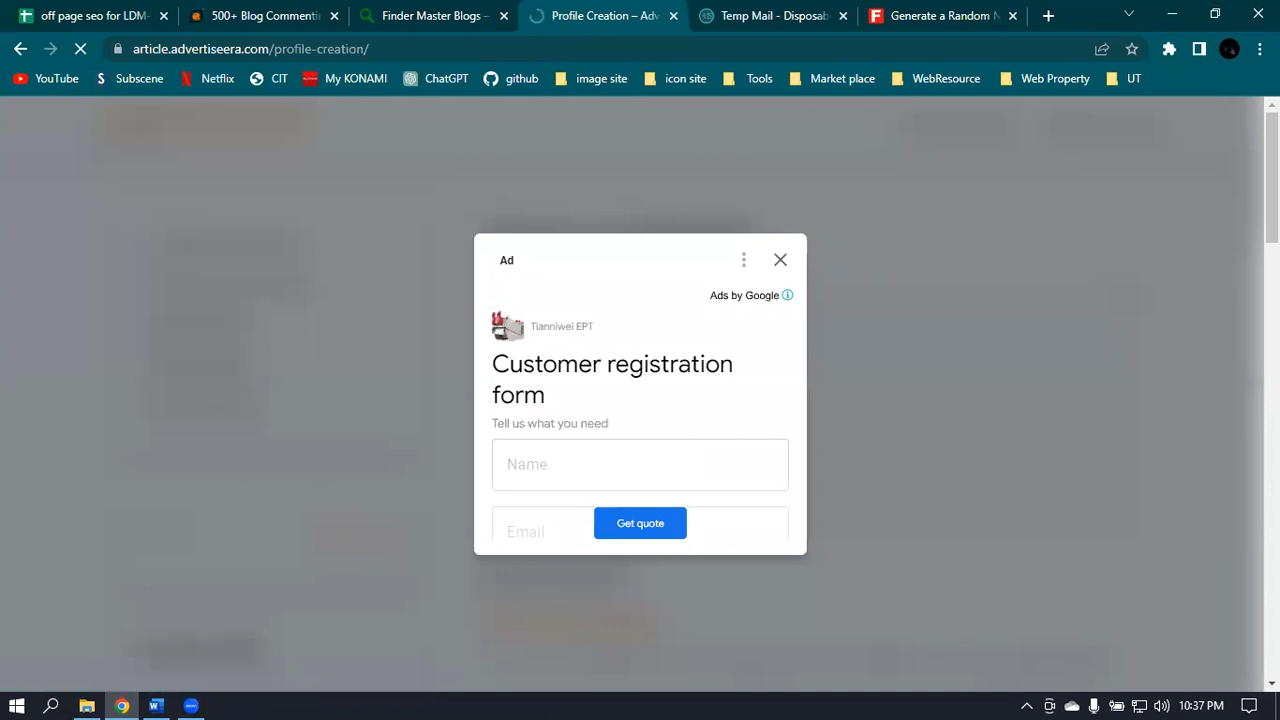 off page seo for LDM-
500+ Blog Commenti
Finder Master Blogs –
Profile Creation – Adv
Temp Mail - Disposab
Generate a Random N
article.advertiseera.com/profile-creation/
YouTube
Subscene
Netflix
CIT
My KONAMI
ChatGPT
github
image site
icon site
Tools
Market place
WebResource
Web Property
UT
Ad
Ads by Google
Tianniwei EPT
Customer registration
form
Tell us what you need
Name
Email
Get quote
10:37 PM